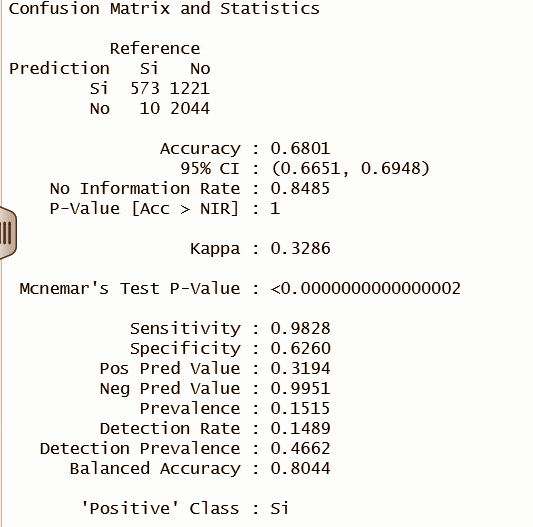 Confusion Matrix and Statistics
Reference
Prediction Si No
Si 573 1221
No 10 2044
Accuracy : 0.6801
95% CI : (0.6651, 0.6948)
No Information Rate : 0.8485
P-Value [Acc > NIR] : 1
Kappa : 0.3286
Mcnemar's Test P-Value : <0.0000000000000002
Sensitivity : 0.9828
Specificity : 0.6260
Pos Pred Value : 0.3194
Neg Pred Value : 0.9951
Prevalence : 0.1515
Detection Rate : 0.1489
Detection Prevalence : 0.4662
Balanced Accuracy : 0.8044
'Positive' Class : Si